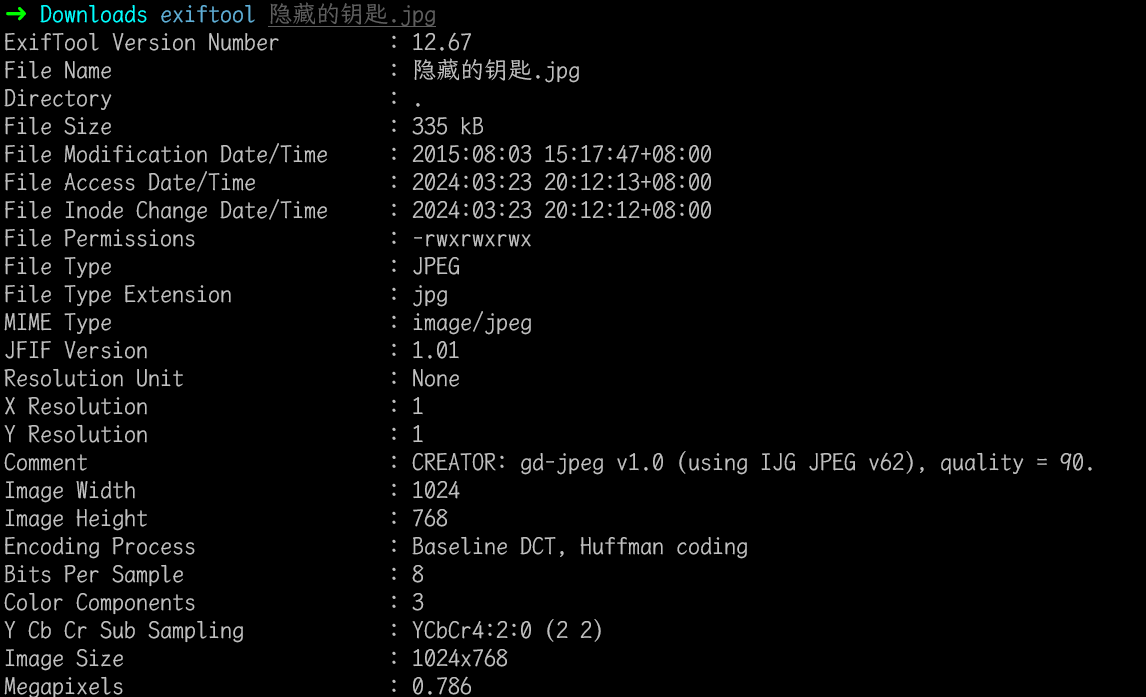 ➜ Downloads exiftool 隐藏的钥匙.jpg
ExifTool Version Number : 12.67
File Name : 隐藏的钥匙.jpg
Directory : .
File Size : 335 kB
File Modification Date/Time : 2015:08:03 15:17:47+08:00
File Access Date/Time : 2024:03:23 20:12:13+08:00
File Inode Change Date/Time : 2024:03:23 20:12:12+08:00
File Permissions : -rwxrwxrwx
File Type : JPEG
File Type Extension : jpg
MIME Type : image/jpeg
JFIF Version : 1.01
Resolution Unit : None
X Resolution : 1
Y Resolution : 1
Comment : CREATOR: gd-jpeg v1.0 (using IJG JPEG v62), quality = 90.
Image Width : 1024
Image Height : 768
Encoding Process : Baseline DCT, Huffman coding
Bits Per Sample : 8
Color Components : 3
Y Cb Cr Sub Sampling : YCbCr4:2:0 (2 2)
Image Size : 1024x768
Megapixels : 0.786